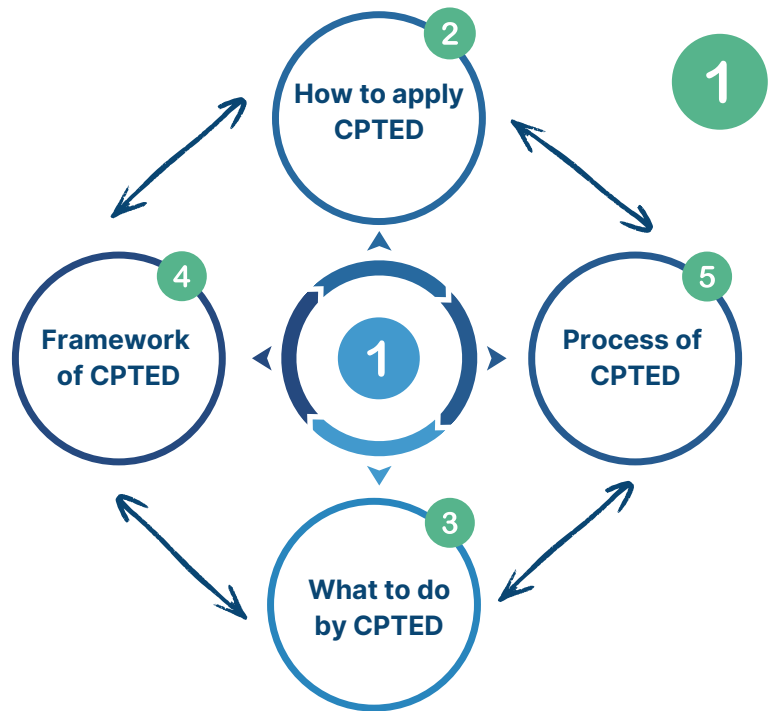 2
How to apply
CPTED
1
4
Framework
of CPTED
1
5
Process of
CPTED
3
What to do
by CPTED